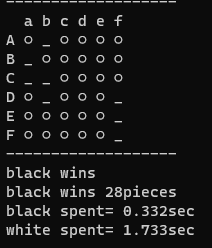 ------------------
  a b c d e f
A ○ _ ○ ○ ○ ○
B _ ○ ○ ○ ○ ○
C _ _ ○ ○ ○ ○
D ○ _ ○ ○ ○ _
E ○ ○ ○ ○ ○ _
F ○ ○ ○ ○ ○ _
------------------
black wins
black wins 28pieces
black spent= 0.332sec
white spent= 1.733sec